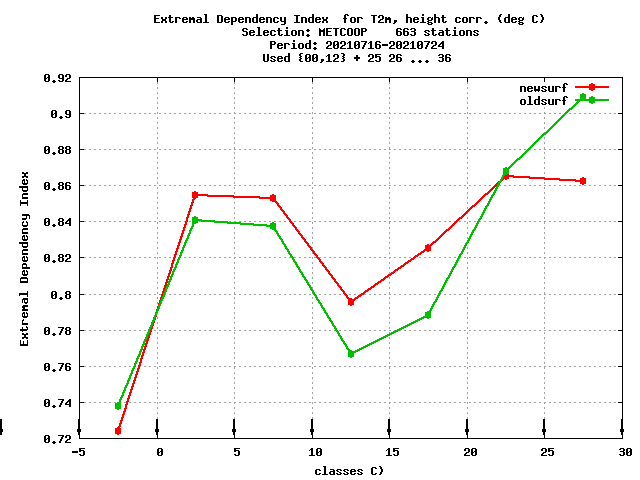 Extremal Dependency Index  for T2m, height corr. (deg C)
Selection: METCOOP    663 stations
Period: 20210716-20210724
Used {00,12} + 25 26 ... 36
newsurf
oldsurf
0.92
0.9
0.88
0.86
0.84
0.82
0.8
0.78
0.76
0.74
0.72
Extremal Dependency Index
-5 0 5 10 15 20 25 30
classes C)